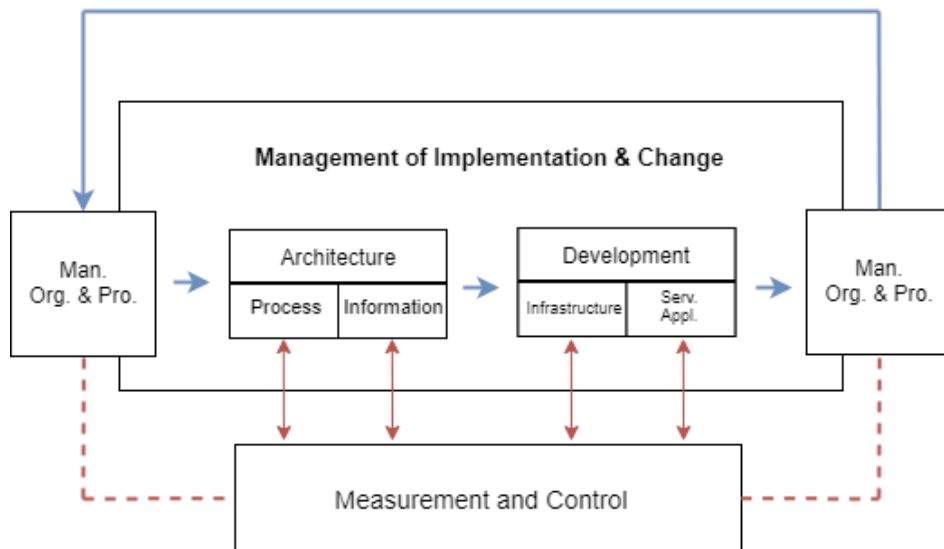 Management of Implementation & Change
Man.
Org. & Pro.
Architecture
Process
Information
Development
Infrastructure
Serv.
Appl.
Man.
Org. & Pro.
Measurement and Control